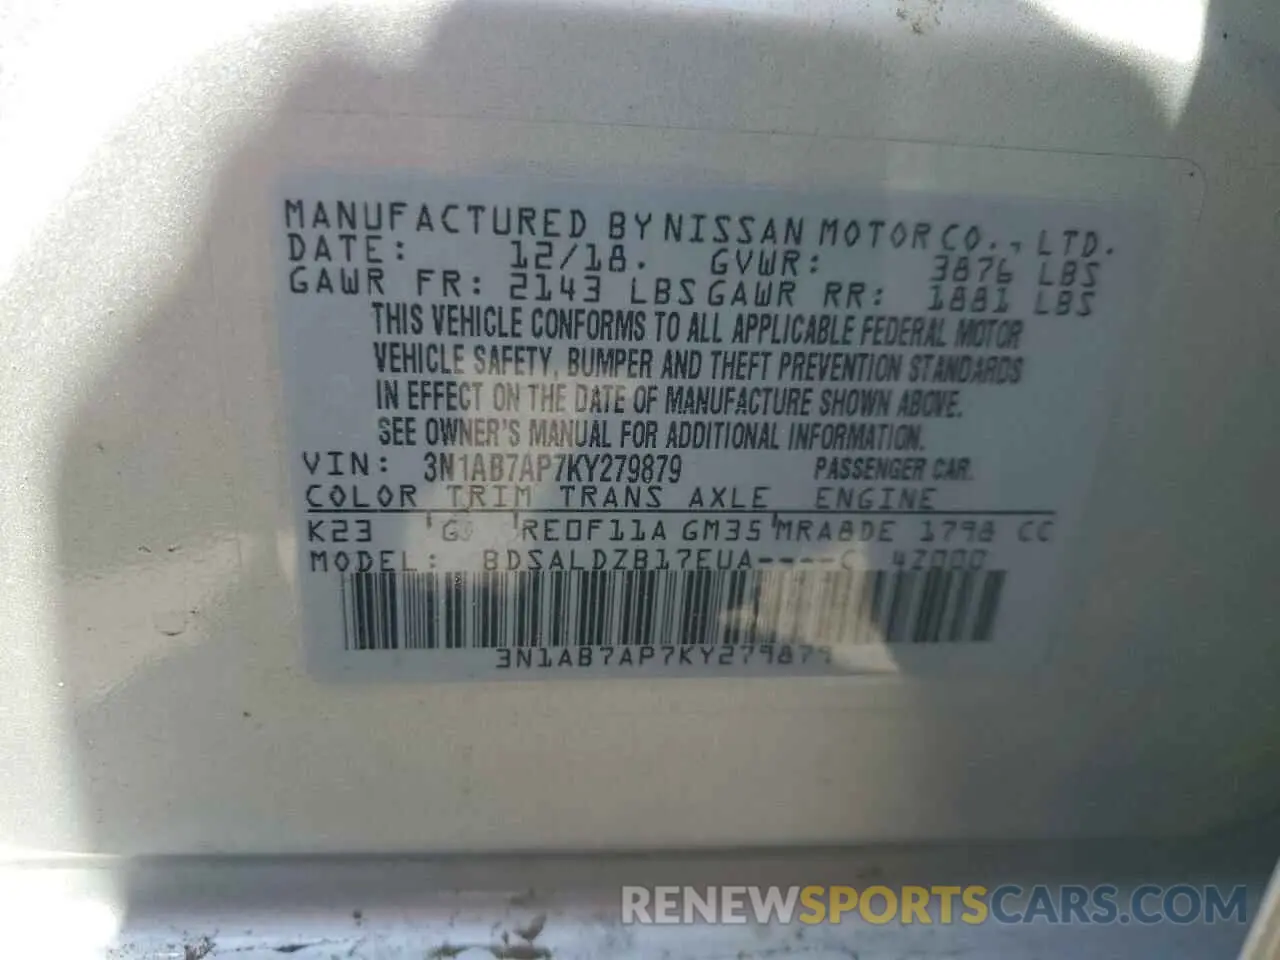 MANUFACTURED BY NISSAN MOTOR CO., LTD.
DATE: 12/18. GVWR: 3876 LBS
GAWR FR: 2143 LBS GAWR RR: 1881 LBS
THIS VEHICLE CONFORMS TO ALL APPLICABLE FEDERAL MOTOR
VEHICLE SAFETY, BUMPER AND THEFT PREVENTION STANDARDS
IN EFFECT ON THE DATE OF MANUFACTURE SHOWN ABOVE.
SEE OWNER'S MANUAL FOR ADDITIONAL INFORMATION.
VIN: 3N1AB7AP7KY279879 PASSENGER CAR.
COLOR TRIM TRANS AXLE ENGINE
K23 RE0F11A GM35 MRA8DE 1798 CC
MODEL: BDSALDZB17EUA----C 4Z000
3N1AB7AP7KY279879
RENEWSPORTSCARS.COM